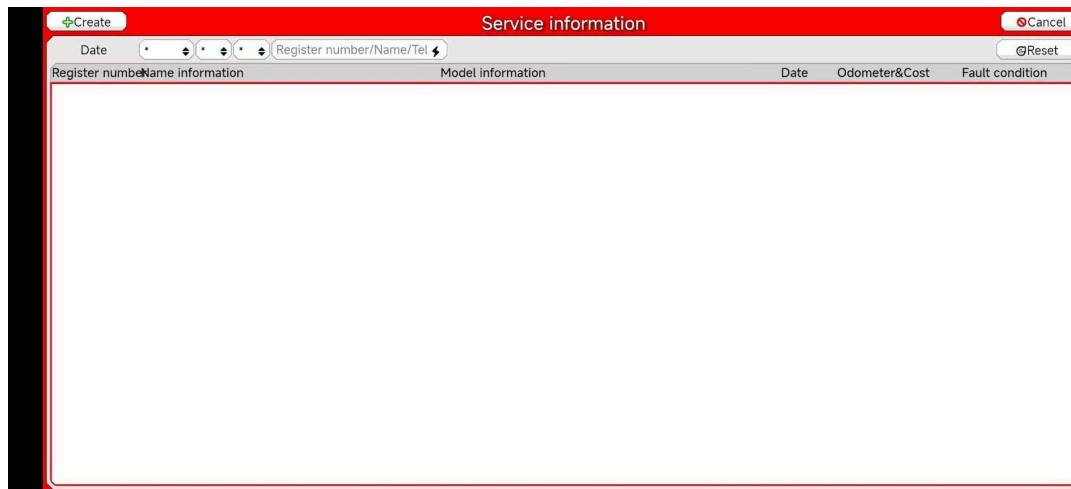 Create Service information Cancel
Date * * * Register number/Name/Tel Reset
Register numbe Name information Model information Date Odometer&Cost Fault condition